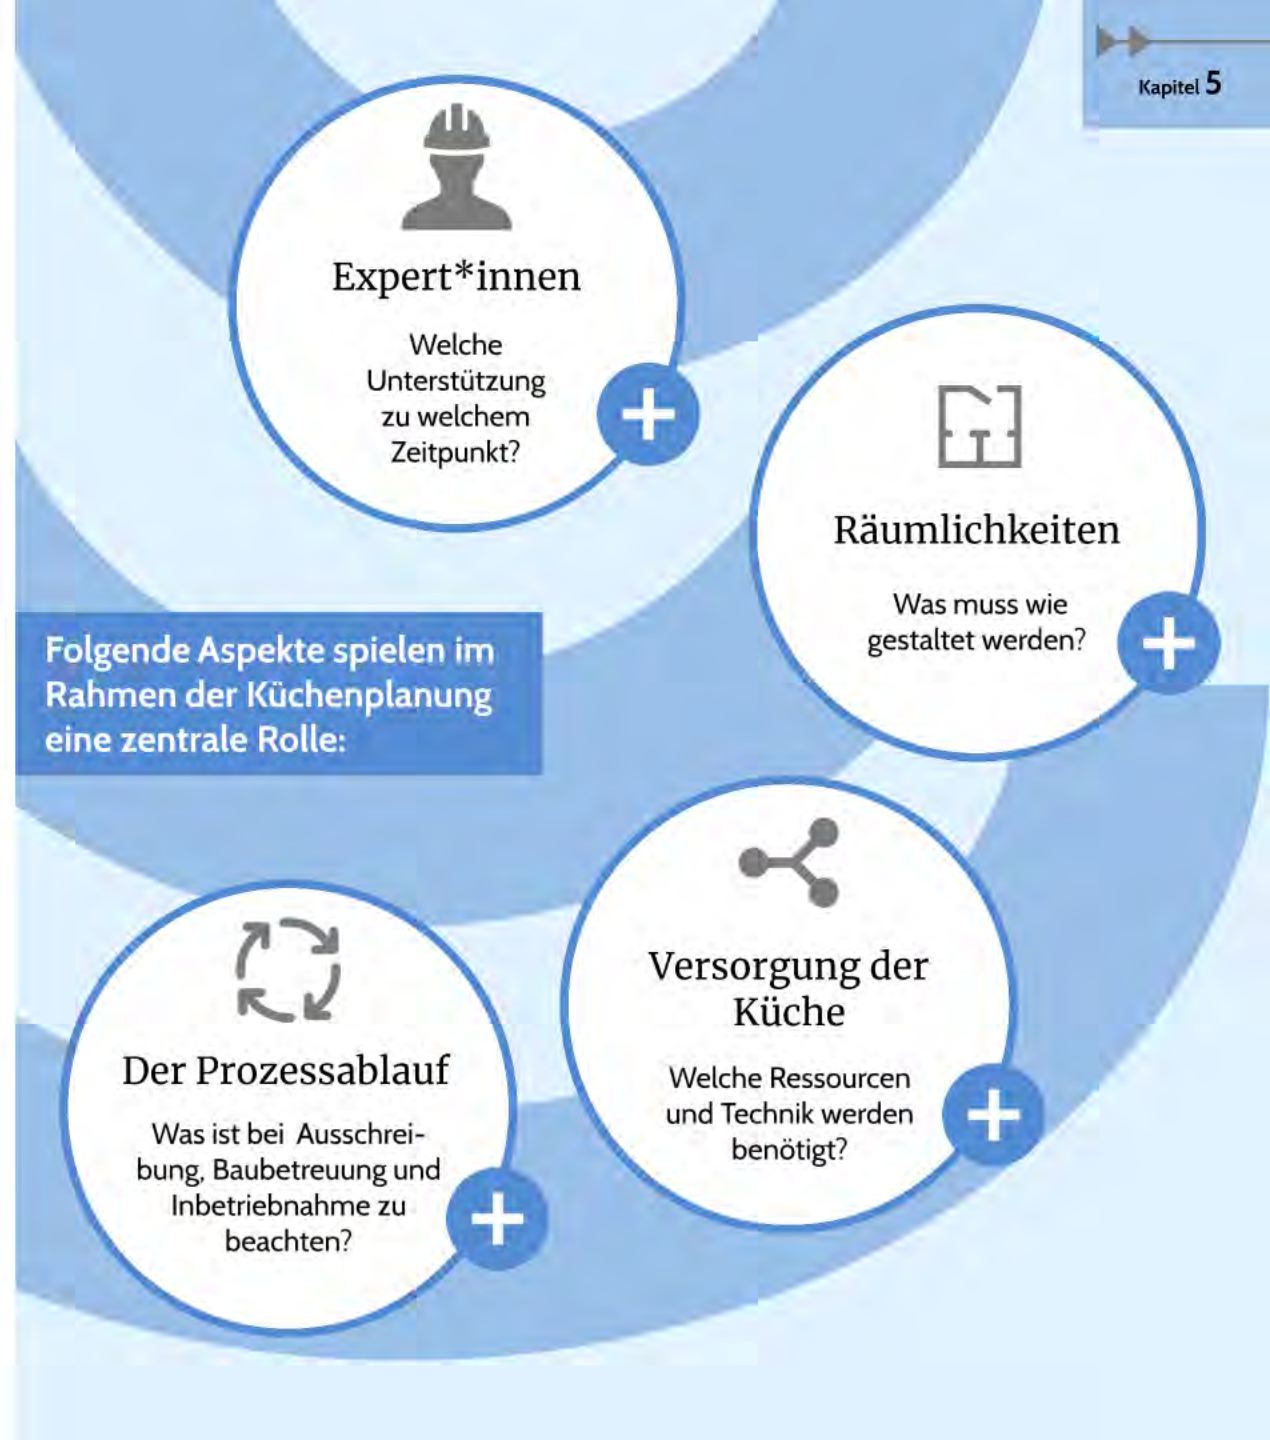 Kapitel 5
Expert*innen
Welche
Unterstützung
zu welchem
Zeitpunkt?
Räumlichkeiten
Was muss wie
gestaltet werden?
Folgende Aspekte spielen im
Rahmen der Küchenplanung
eine zentrale Rolle:
Versorgung der
Küche
Welche Ressourcen
und Technik werden
benötigt?
Der Prozessablauf
Was ist bei Ausschrei-
bung, Baubetreuung und
Inbetriebnahme zu
beachten?